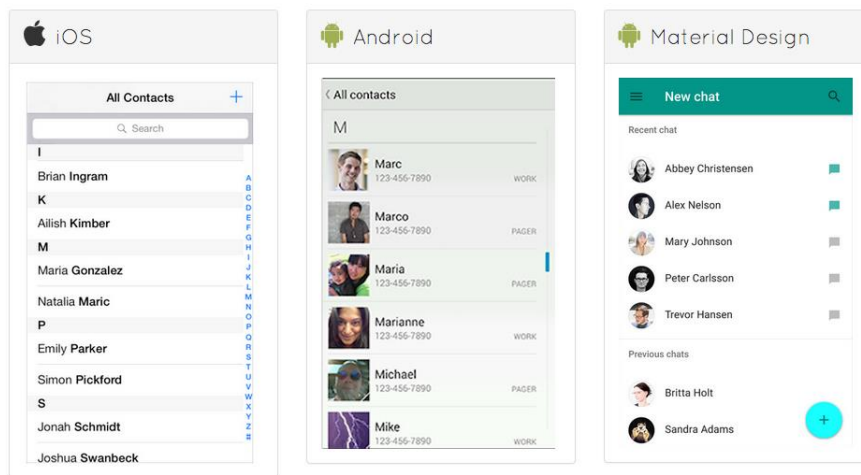 iOS
All Contacts +
Search
I
Brian Ingram
K
Ailish Kimber
M
Maria Gonzalez
Natalia Maric
P
Emily Parker
Simon Pickford
S
Jonah Schmidt
Joshua Swanbeck
A
B
C
D
E
F
G
H
I
J
K
L
M
N
O
P
Q
R
S
T
U
V
W
X
Y
Z
#
Android
All contacts
M
Marc
123-456-7890 WORK
Marco
123-456-7890 PAGER
Maria
123-456-7890 PAGER
Marianne
123-456-7890 WORK
Michael
123-456-7890 PAGER
Mike
123-456-7890 WORK
Material Design
New chat
Recent chat
Abbey Christensen
Alex Nelson
Mary Johnson
Peter Carlsson
Trevor Hansen
Previous chats
Britta Holt
Sandra Adams
+